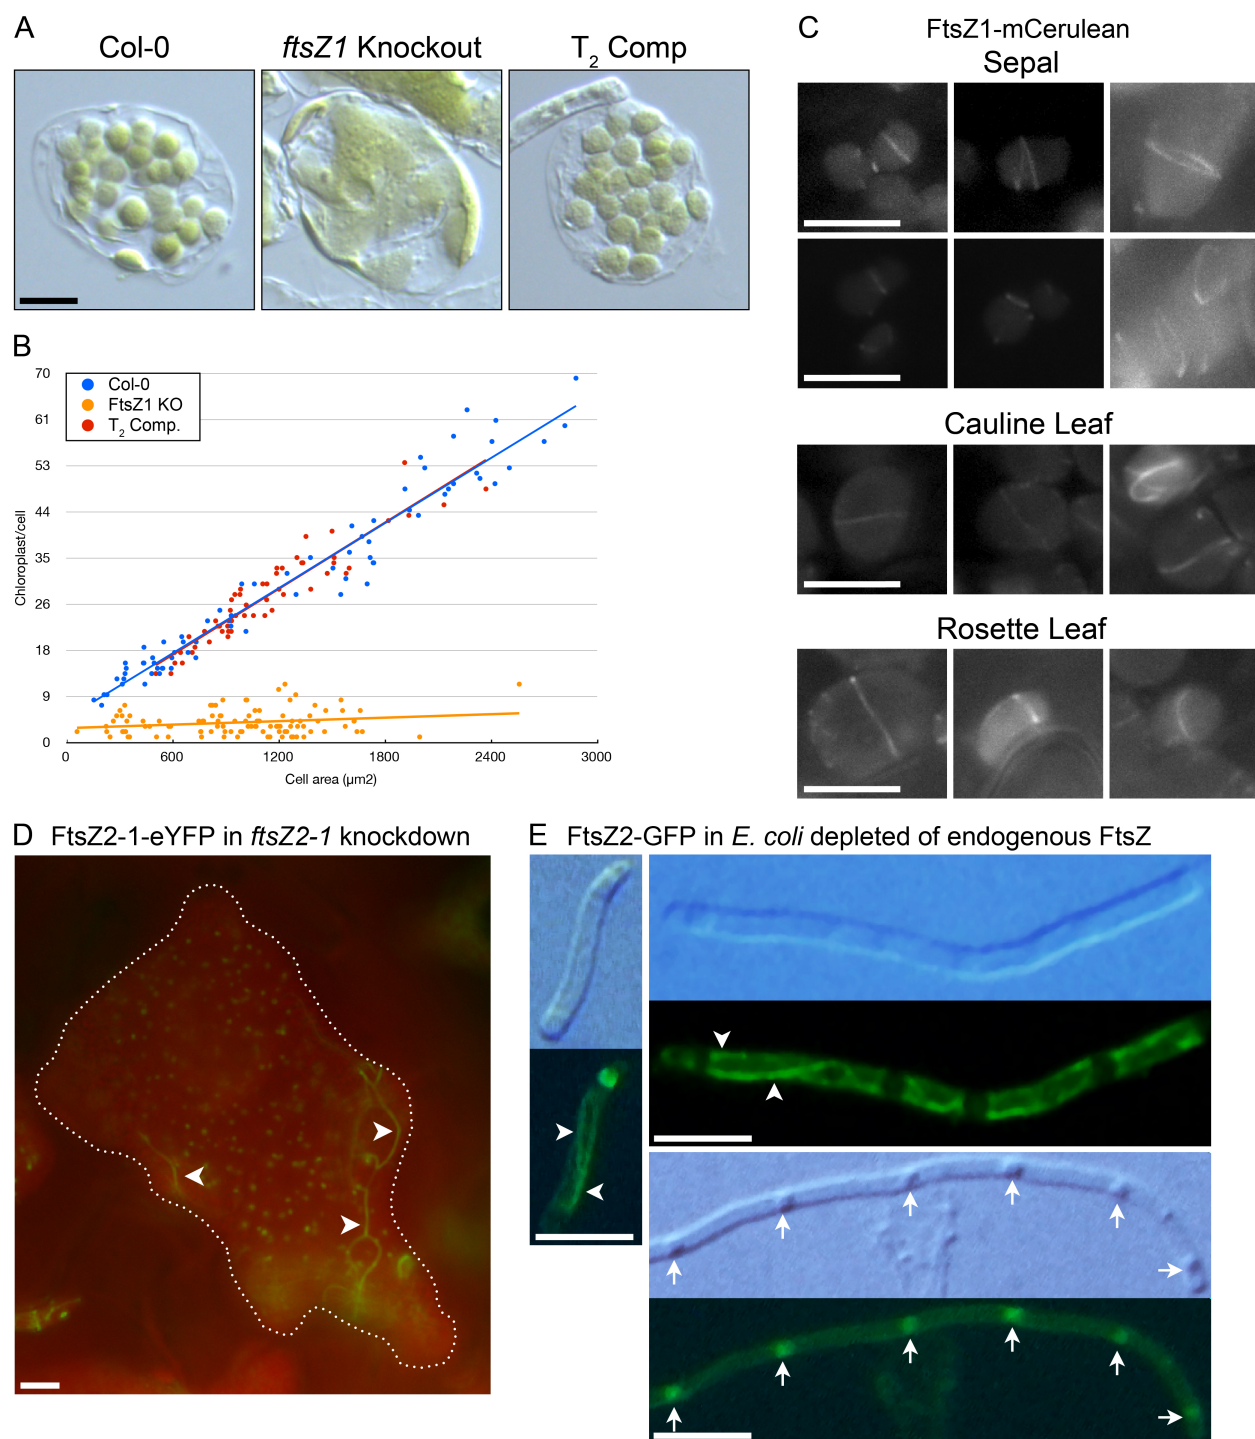 A
Col-0
ftsZ1 Knockout
T2 Comp
B
70
61
53
44
35
26
18
9
0
Chloroplast/cell
Col-0
FtsZ1 KO
T2 Comp.
0
600
1200
1800
2400
3000
Cell area (µm2)
C
FtsZ1-mCerulean
Sepal
Cauline Leaf
Rosette Leaf
D
FtsZ2-1-eYFP in ftsZ2-1 knockdown
E
FtsZ2-GFP in E. coli depleted of endogenous FtsZ